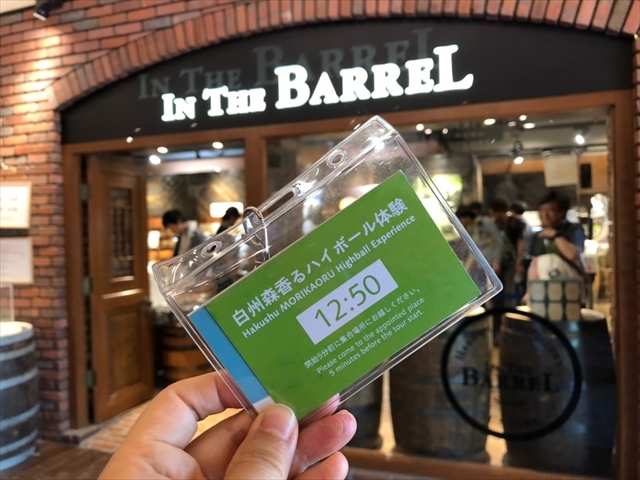 IN THE BARREL
白州森香るハイボール体験
Hakushu MORIKAORU Highball Experience
12:50
開始5分前に集合場所にお越しください。
Please come to the appointed place
5 minutes before the tour start.
IN THE
BARREL